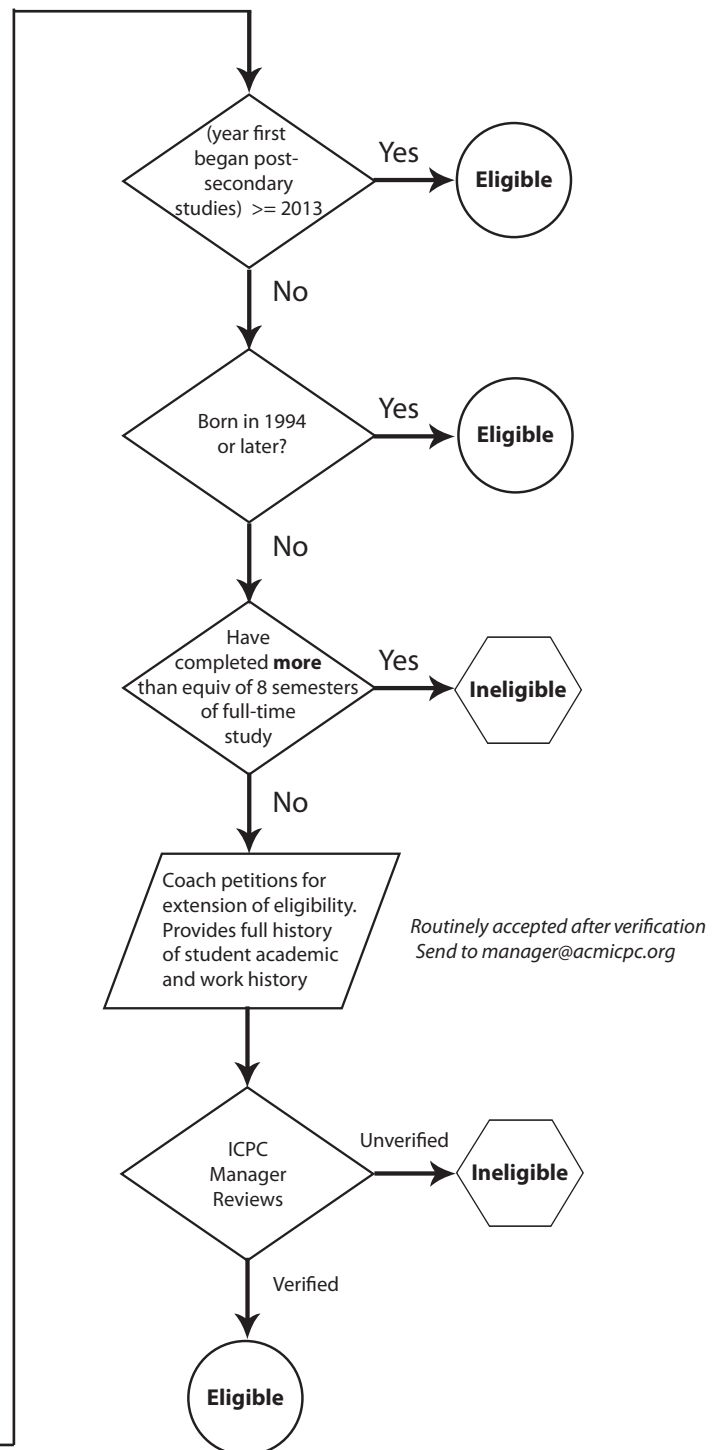 (year first
began post-
secondary
studies) >= 2013
Yes
Eligible
No
Born in 1994
or later?
Yes
Eligible
No
Have
completed more
than equiv of 8 semesters
of full-time
study
Yes
Ineligible
No
Coach petitions for
extension of eligibility.
Provides full history
of student academic
and work history
Routinely accepted after verification
Send to manager@acmicpc.org
ICPC
Manager
Reviews
Unverified
Ineligible
Verified
Eligible